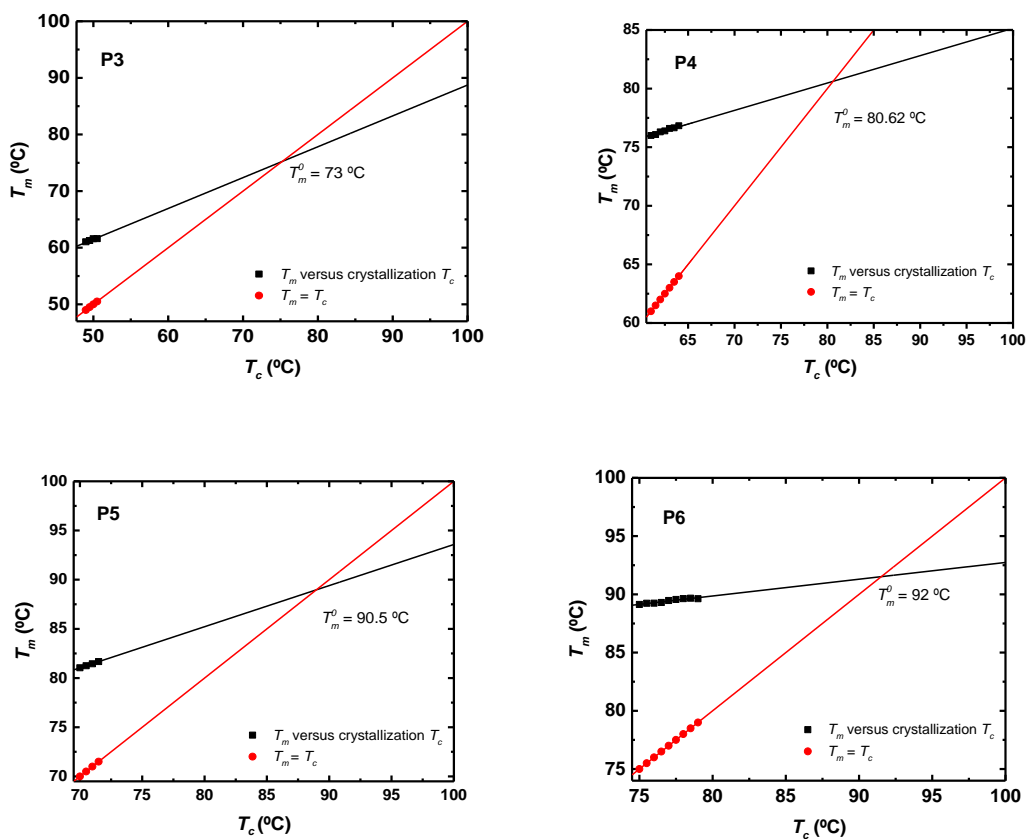 P3
100
90
80
70
60
50
T_m (ºC)
T_m^0 = 73 ºC
T_m versus crystallization T_c
T_m = T_c
50 60 70 80 90 100
T_c (ºC)
P4
85
80
75
70
65
60
T_m (ºC)
T_m^0 = 80.62 ºC
T_m versus crystallization T_c
T_m = T_c
65 70 75 80 85 90 95 100
T_c (ºC)
P5
100
95
90
85
80
75
70
T_m (ºC)
T_m^0 = 90.5 ºC
T_m versus crystallization T_c
T_m = T_c
70 75 80 85 90 95 100
T_c (ºC)
P6
100
95
90
85
80
75
T_m (ºC)
T_m^0 = 92 ºC
T_m versus crystallization T_c
T_m = T_c
75 80 85 90 95 100
T_c (ºC)